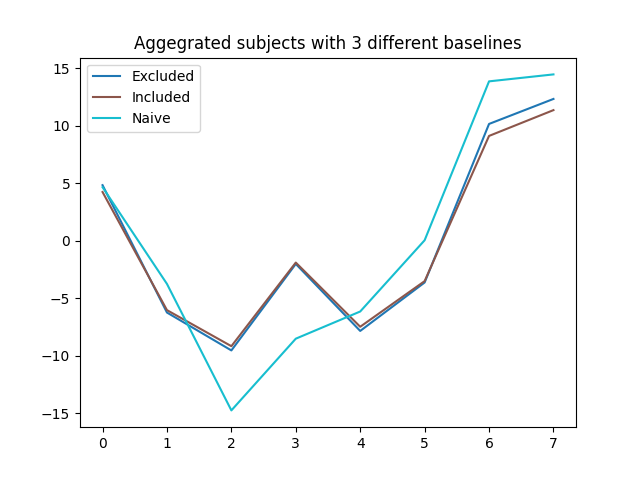 Aggegrated subjects with 3 different baselines
Excluded
Included
Naive
15
10
5
0
−5
−10
−15
0 1 2 3 4 5 6 7